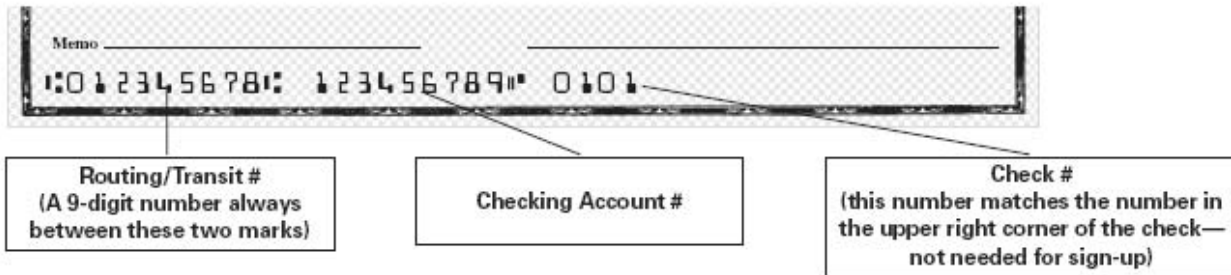 Memo
⑆012345678⑆ 123456789⑈ 0101
Routing/Transit #
(A 9-digit number always
between these two marks)
Checking Account #
Check #
(this number matches the number in
the upper right corner of the check—
not needed for sign-up)